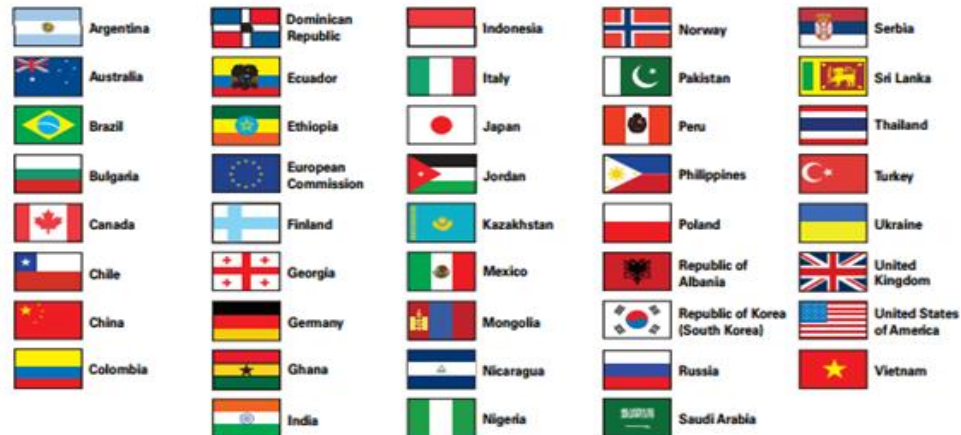 Argentina
Australia
Brazil
Bulgaria
Canada
Chile
China
Colombia
Dominican
Republic
Ecuador
Ethiopia
European
Commission
Finland
Georgia
Germany
Ghana
India
Indonesia
Italy
Japan
Jordan
Kazakhstan
Mexico
Mongolia
Nicaragua
Nigeria
Norway
Pakistan
Peru
Philippines
Poland
Republic of
Albania
Republic of Korea
(South Korea)
Russia
Saudi Arabia
Serbia
Sri Lanka
Thailand
Turkey
Ukraine
United
Kingdom
United States
of America
Vietnam